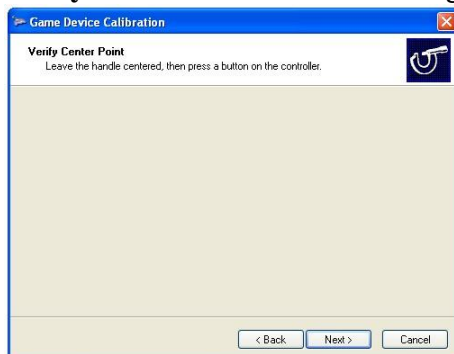 Game Device Calibration
Verify Center Point
Leave the handle centered, then press a button on the controller.
< Back Next > Cancel